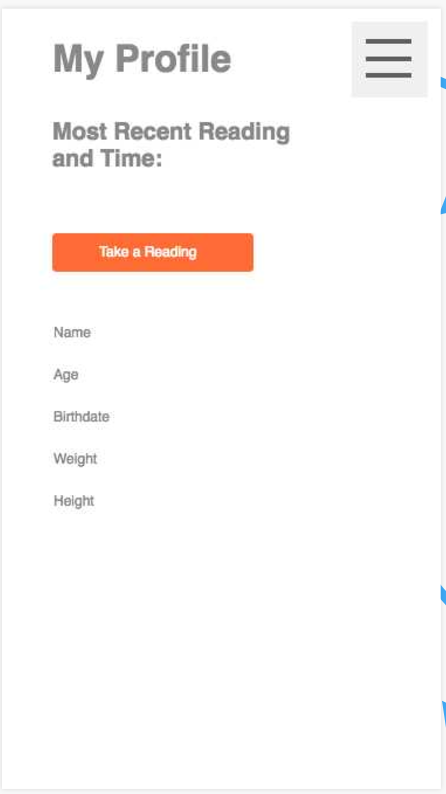 My Profile
Most Recent Reading
and Time:
Take a Reading
Name
Age
Birthdate
Weight
Height